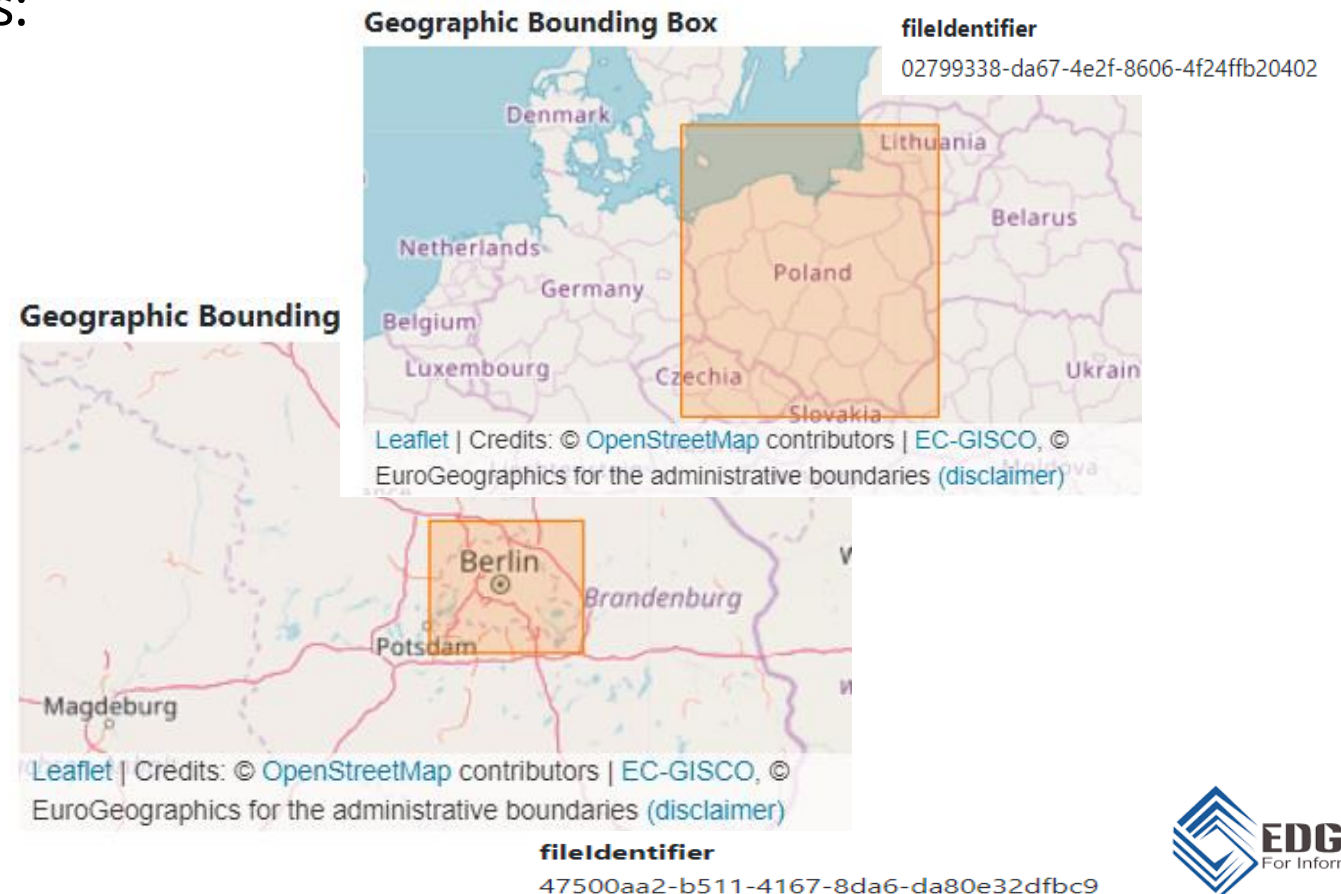 s:
Geographic Bounding Box
fileIdentifier
02799338-da67-4e2f-8606-4f24ffb20402
Denmark
Lithuania
Belarus
Netherlands
Poland
Germany
Belgium
Luxembourg
Czechia
Ukrain
Slovakia
Leaflet | Credits: © OpenStreetMap contributors | EC-GISCO, ©
EuroGeographics for the administrative boundaries (disclaimer)
Geographic Bounding
Berlin
Brandenburg
Potsdam
Magdeburg
Leaflet | Credits: © OpenStreetMap contributors | EC-GISCO, ©
EuroGeographics for the administrative boundaries (disclaimer)
fileIdentifier
47500aa2-b511-4167-8da6-da80e32dfbc9
EDG
For Inform